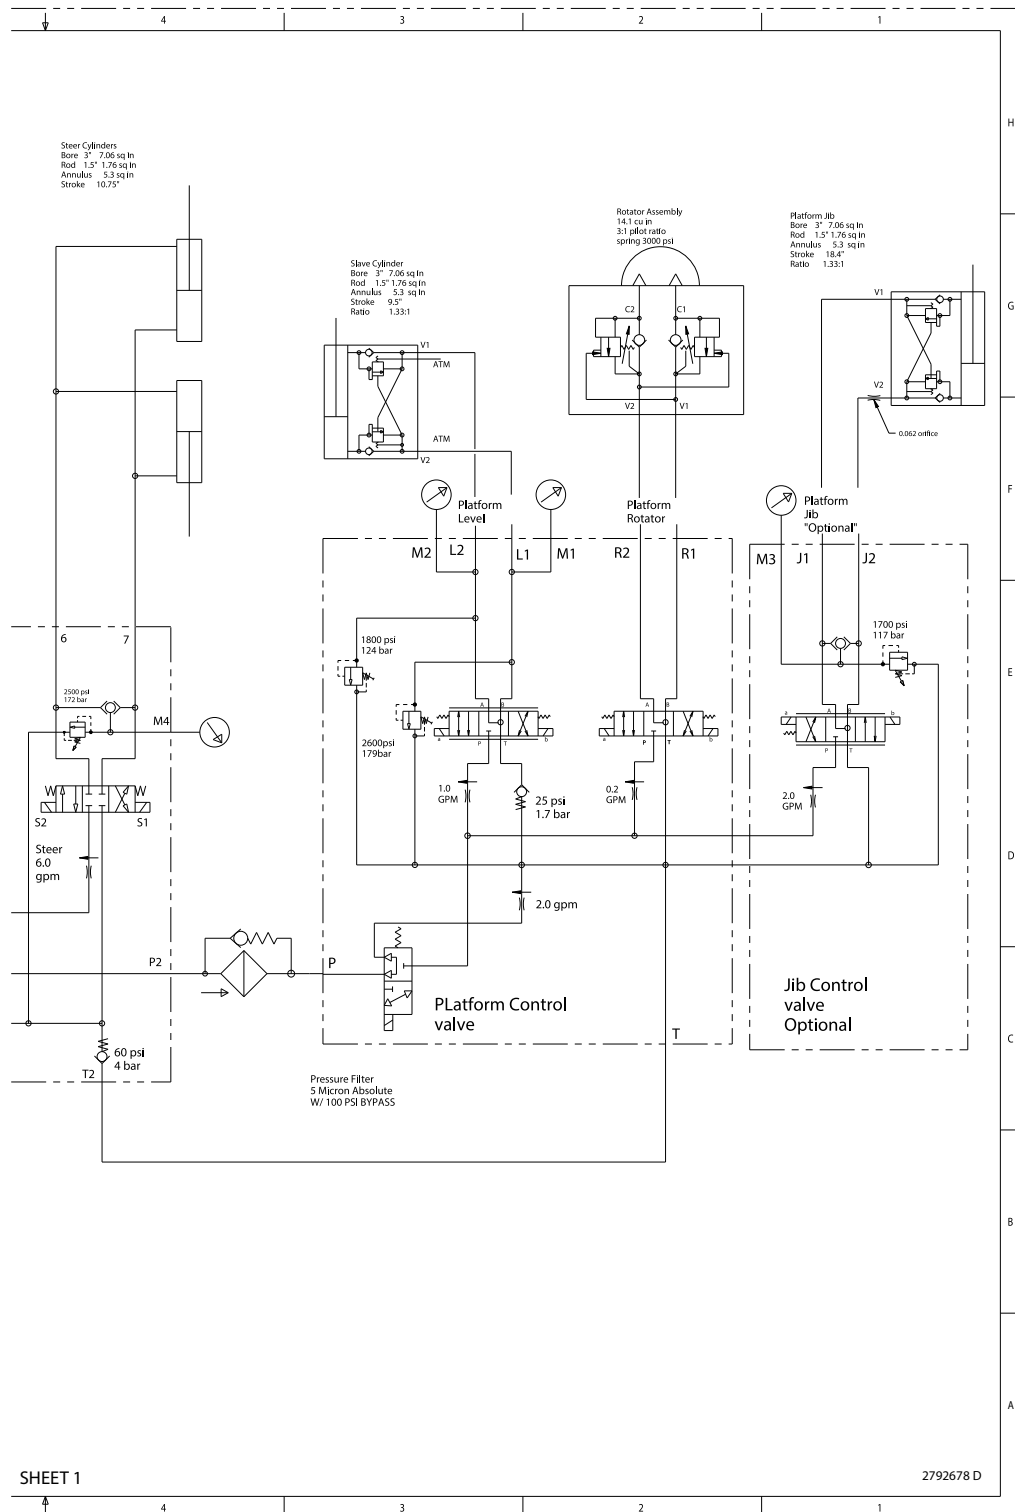 4
3
2
1
H
Steer Cylinders
Bore 3" 7.06 sq In
Rod 1.5" 1.76 sq In
Annulus 5.3 sq in
Stroke 10.75"
Rotator Assembly
14.1 cu in
3:1 pilot ratio
spring 3000 psi
Platform Jib
Bore 3" 7.06 sq In
Rod 1.5" 1.76 sq In
Annulus 5.3 sq in
Stroke 18.4"
Ratio 1.33:1
Slave Cylinder
Bore 3" 7.06 sq In
Rod 1.5" 1.76 sq In
Annulus 5.3 sq In
Stroke 9.5"
Ratio 1.33:1
G
V1
C2
C1
V1
ATM
V2
V2
V1
0.062 orifice
ATM
V2
F
Platform
Level
Platform
Rotator
Platform
Jib
"Optional"
M2
L2
L1
M1
R2
R1
M3
J1
J2
6
7
1800 psi
124 bar
1700 psi
117 bar
E
2500 psi
172 bar
M4
2600psi
179bar
A
B
a
b
P
T
A
B
a
b
P
T
A
B
a
b
P
T
S2
S1
1.0
GPM
25 psi
1.7 bar
0.2
GPM
2.0
GPM
Steer
6.0
gpm
D
2.0 gpm
P2
P
PLatform Control
valve
Jib Control
valve
Optional
T
C
60 psi
4 bar
T2
Pressure Filter
5 Micron Absolute
W/ 100 PSI BYPASS
B
A
SHEET 1
2792678 D
4
3
2
1